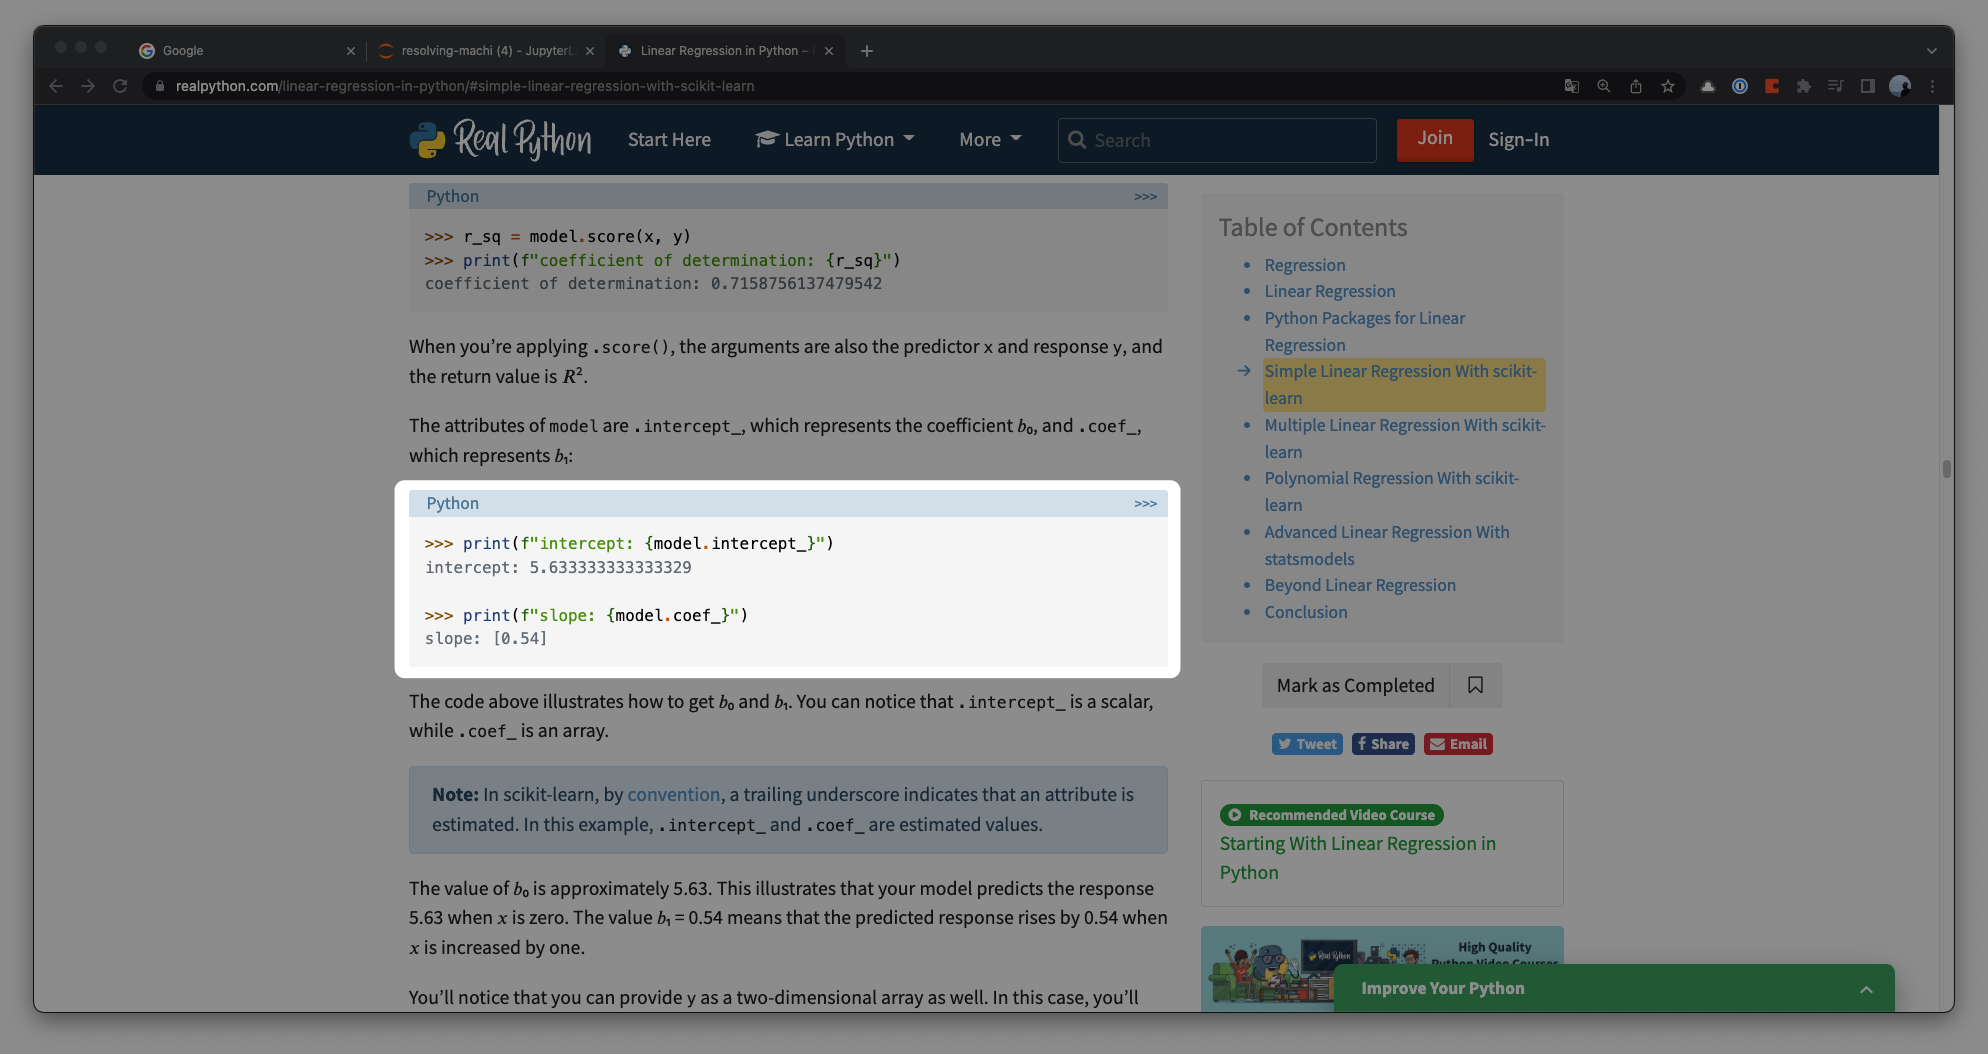 Google
resolving-machi (4) - JupyterL
Linear Regression in Python –
realpython.com/linear-regression-in-python/#simple-linear-regression-with-scikit-learn
Real Python
Start Here
Learn Python
More
Search
Join
Sign-In
Python
>>>
>>> r_sq = model.score(x, y)
>>> print(f"coefficient of determination: {r_sq}")
coefficient of determination: 0.7158756137479542
When you’re applying .score(), the arguments are also the predictor x and response y, and
the return value is R².
The attributes of model are .intercept_, which represents the coefficient b₀, and .coef_,
which represents b₁:
Python
>>>
>>> print(f"intercept: {model.intercept_}")
intercept: 5.633333333333329
>>> print(f"slope: {model.coef_}")
slope: [0.54]
The code above illustrates how to get b₀ and b₁. You can notice that .intercept_ is a scalar,
while .coef_ is an array.
Note: In scikit-learn, by convention, a trailing underscore indicates that an attribute is
estimated. In this example, .intercept_ and .coef_ are estimated values.
The value of b₀ is approximately 5.63. This illustrates that your model predicts the response
5.63 when x is zero. The value b₁ = 0.54 means that the predicted response rises by 0.54 when
x is increased by one.
You’ll notice that you can provide y as a two-dimensional array as well. In this case, you’ll
Table of Contents
Regression
Linear Regression
Python Packages for Linear
Regression
Simple Linear Regression With scikit-
learn
Multiple Linear Regression With scikit-
learn
Polynomial Regression With scikit-
learn
Advanced Linear Regression With
statsmodels
Beyond Linear Regression
Conclusion
Mark as Completed
Tweet
Share
Email
Recommended Video Course
Starting With Linear Regression in
Python
Real Python
High Quality
Python Video Courses
Improve Your Python